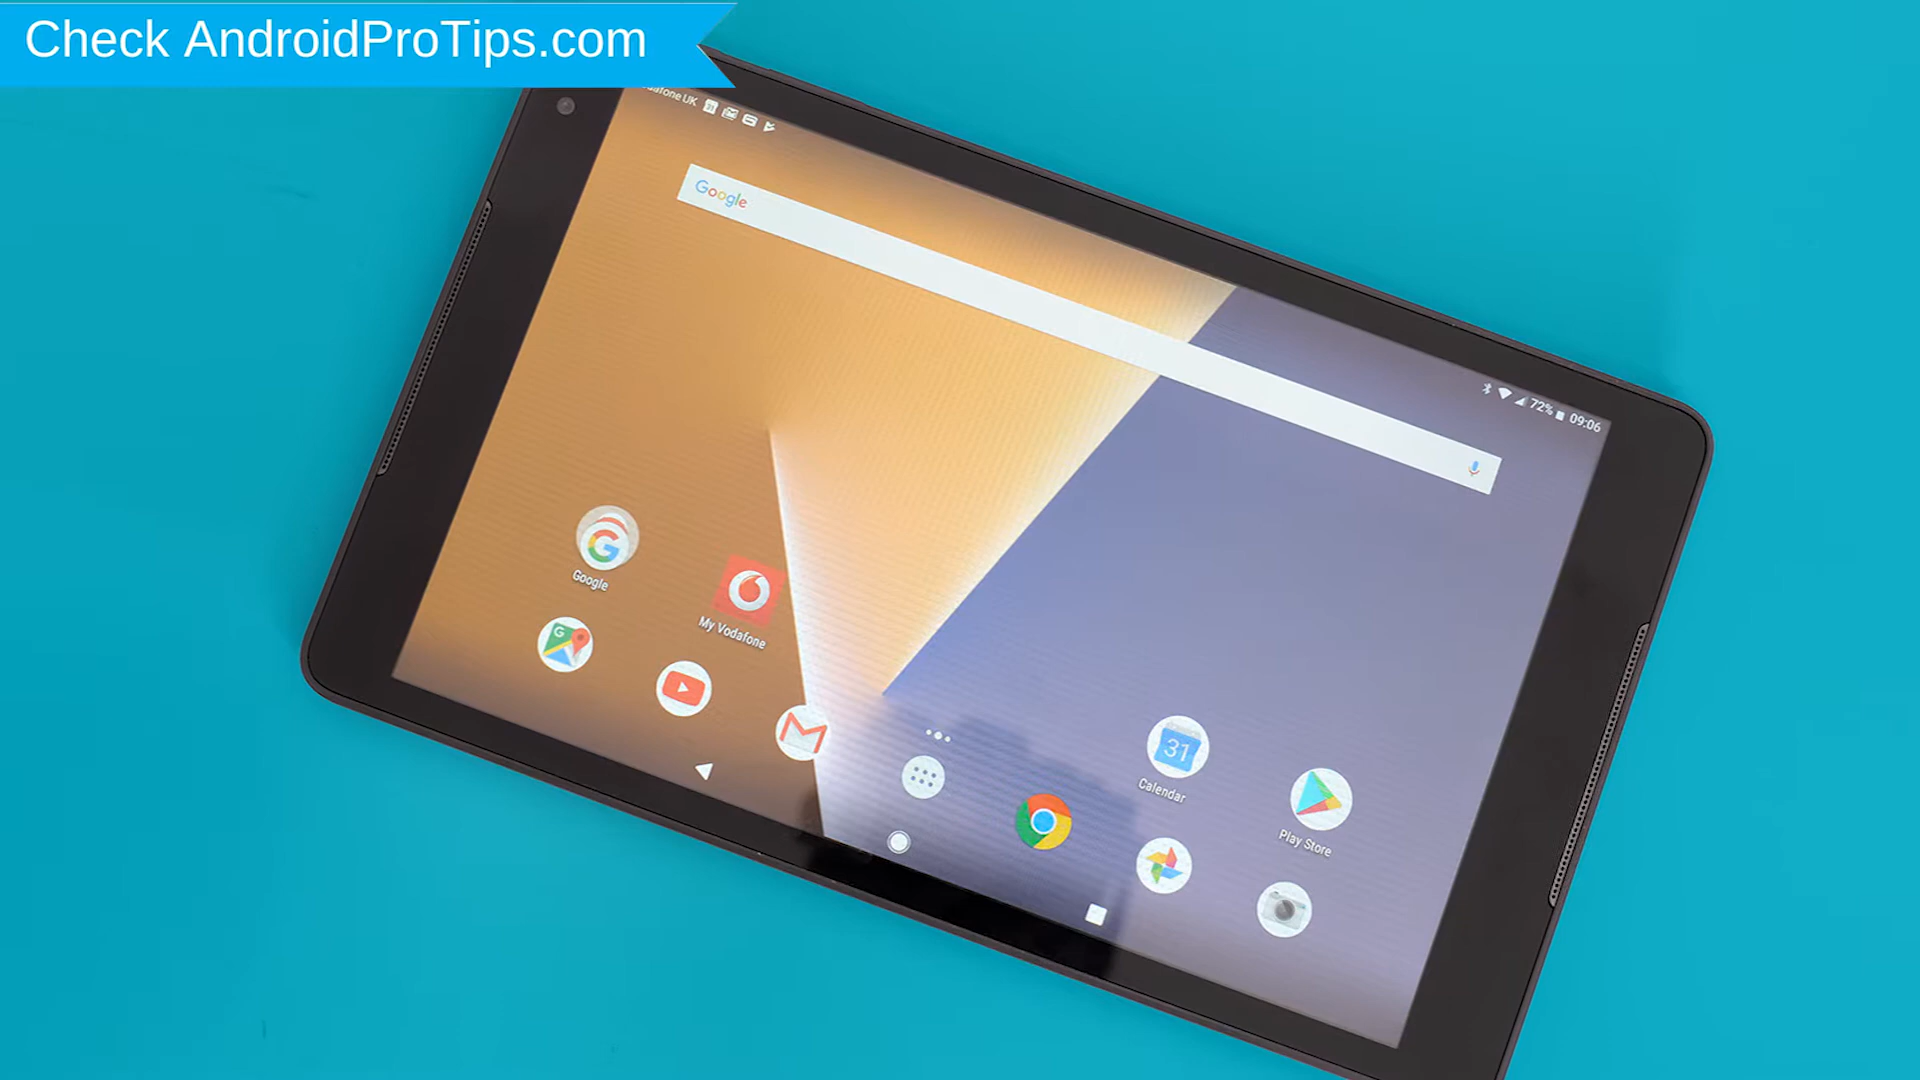 Check AndroidProTips.com
afone UK
Google
72% 09:06
Google
My Vodafone
G
31
Calendar
Play Store